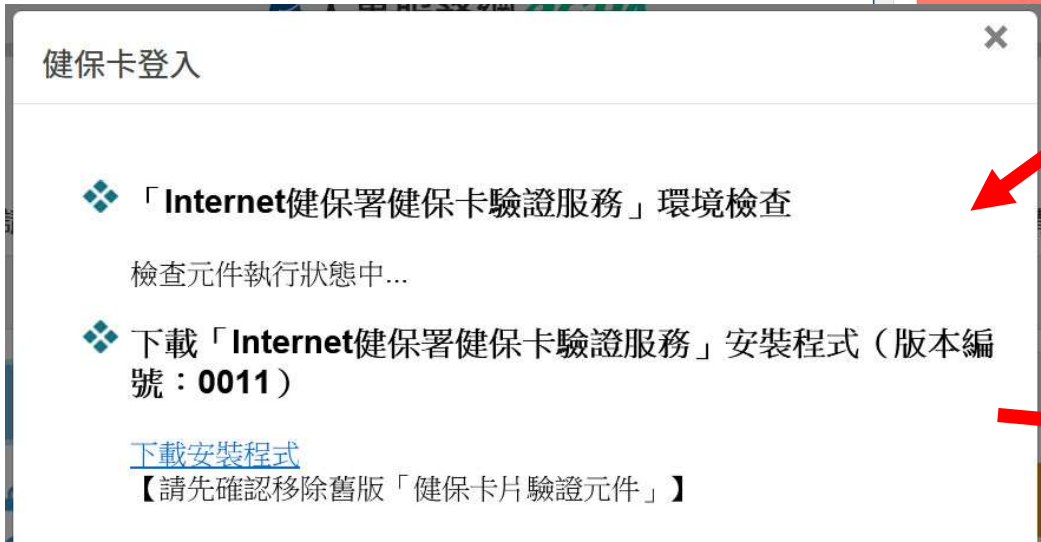 健保卡登入
×
「Internet健保署健保卡驗證服務」環境檢查
檢查元件執行狀態中...
下載「Internet健保署健保卡驗證服務」安裝程式（版本編
號：0011）
下載安裝程式
【請先確認移除舊版「健保卡片驗證元件」】